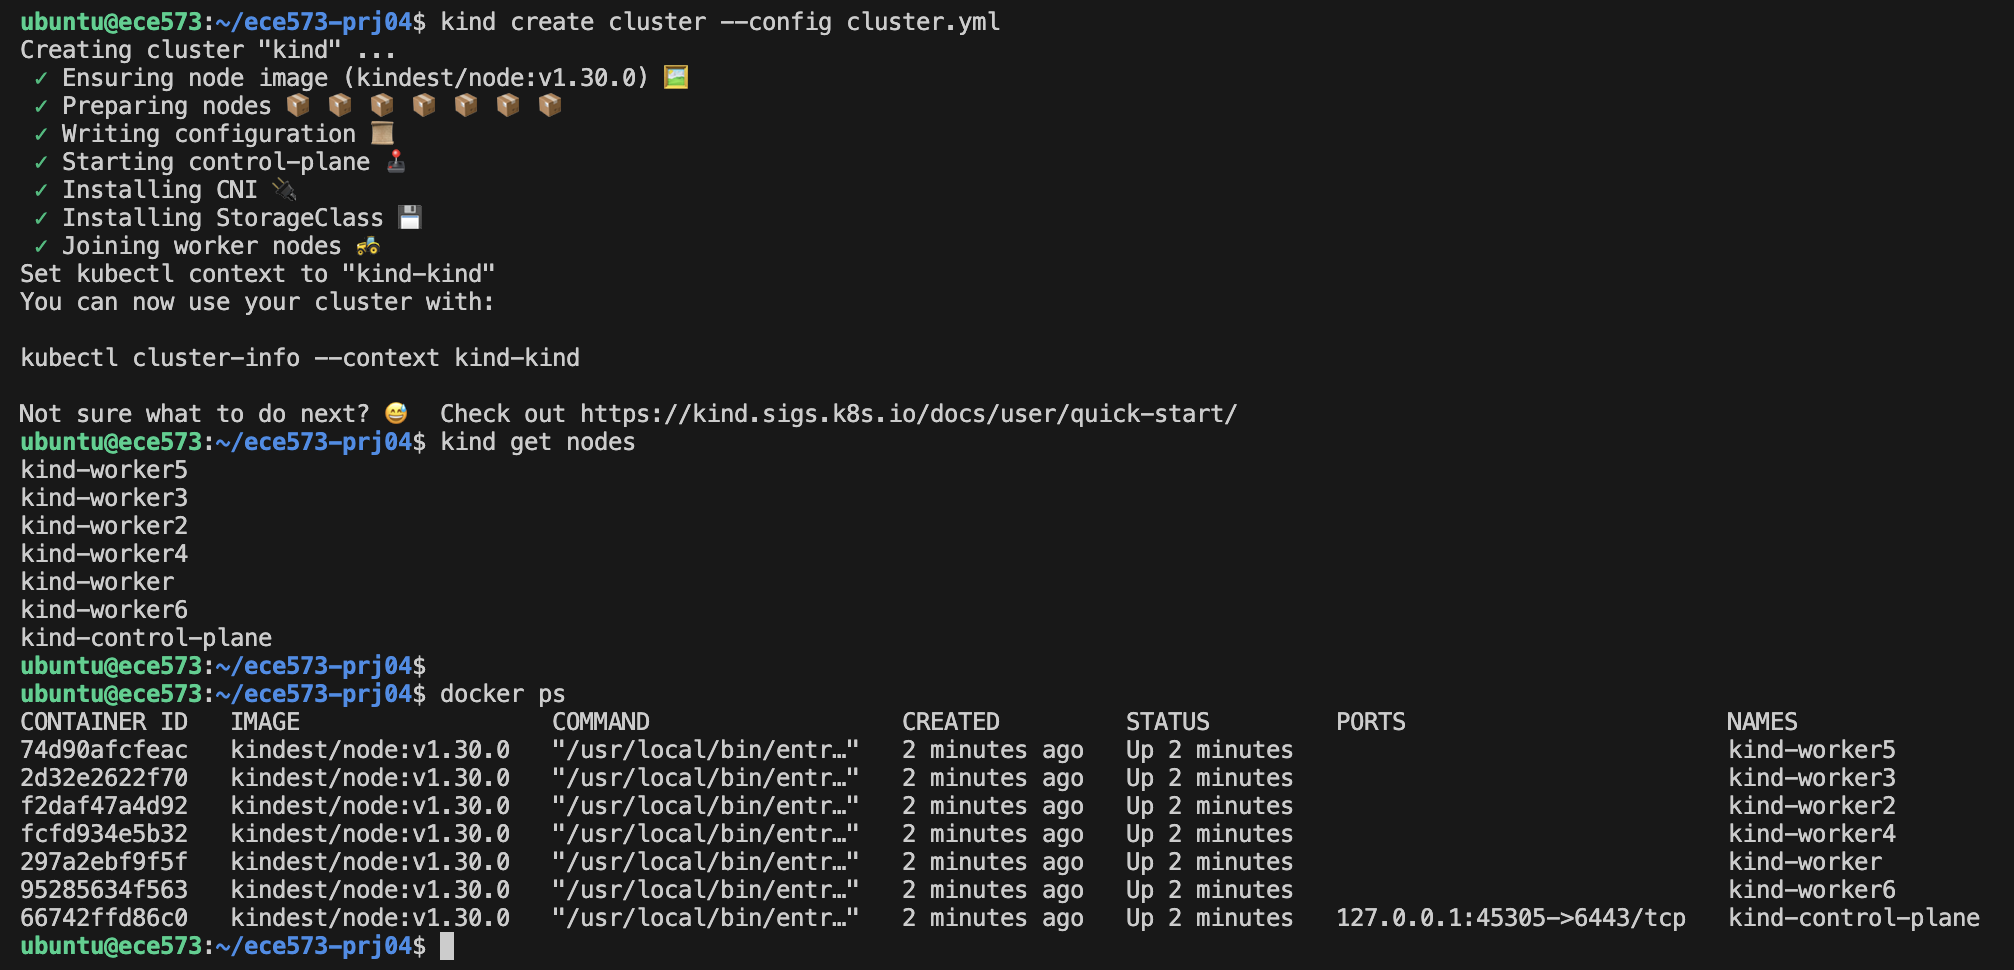 ubuntu@ece573:~/ece573-prj04$ kind create cluster --config cluster.yml
Creating cluster "kind" ...
✓ Ensuring node image (kindest/node:v1.30.0) 🖼
✓ Preparing nodes 📦 📦 📦 📦 📦 📦 📦
✓ Writing configuration 📜
✓ Starting control-plane 🕹
✓ Installing CNI 🔌
✓ Installing StorageClass 💾
✓ Joining worker nodes 🚜
Set kubectl context to "kind-kind"
You can now use your cluster with:
kubectl cluster-info --context kind-kind
Not sure what to do next? 😅 Check out https://kind.sigs.k8s.io/docs/user/quick-start/
ubuntu@ece573:~/ece573-prj04$ kind get nodes
kind-worker5
kind-worker3
kind-worker2
kind-worker4
kind-worker
kind-worker6
kind-control-plane
ubuntu@ece573:~/ece573-prj04$
ubuntu@ece573:~/ece573-prj04$ docker ps
CONTAINER ID   IMAGE                  COMMAND                  CREATED         STATUS         PORTS                       NAMES
74d90afcfeac   kindest/node:v1.30.0   "/usr/local/bin/entr…"   2 minutes ago   Up 2 minutes                               kind-worker5
2d32e2622f70   kindest/node:v1.30.0   "/usr/local/bin/entr…"   2 minutes ago   Up 2 minutes                               kind-worker3
f2daf47a4d92   kindest/node:v1.30.0   "/usr/local/bin/entr…"   2 minutes ago   Up 2 minutes                               kind-worker2
fcfd934e5b32   kindest/node:v1.30.0   "/usr/local/bin/entr…"   2 minutes ago   Up 2 minutes                               kind-worker4
297a2ebf9f5f   kindest/node:v1.30.0   "/usr/local/bin/entr…"   2 minutes ago   Up 2 minutes                               kind-worker
95285634f563   kindest/node:v1.30.0   "/usr/local/bin/entr…"   2 minutes ago   Up 2 minutes                               kind-worker6
66742ffd86c0   kindest/node:v1.30.0   "/usr/local/bin/entr…"   2 minutes ago   Up 2 minutes   127.0.0.1:45305->6443/tcp   kind-control-plane
ubuntu@ece573:~/ece573-prj04$